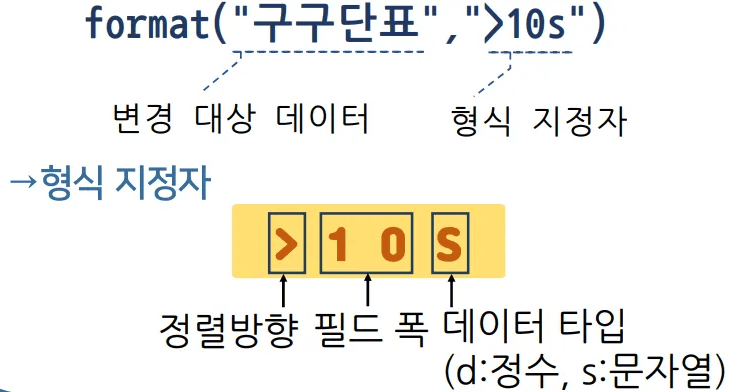 format("구구단표",">10s")
변경 대상 데이터 형식 지정자
→형식 지정자
> 1 0 S
정렬방향 필드 폭 데이터 타입
(d:정수, s:문자열)